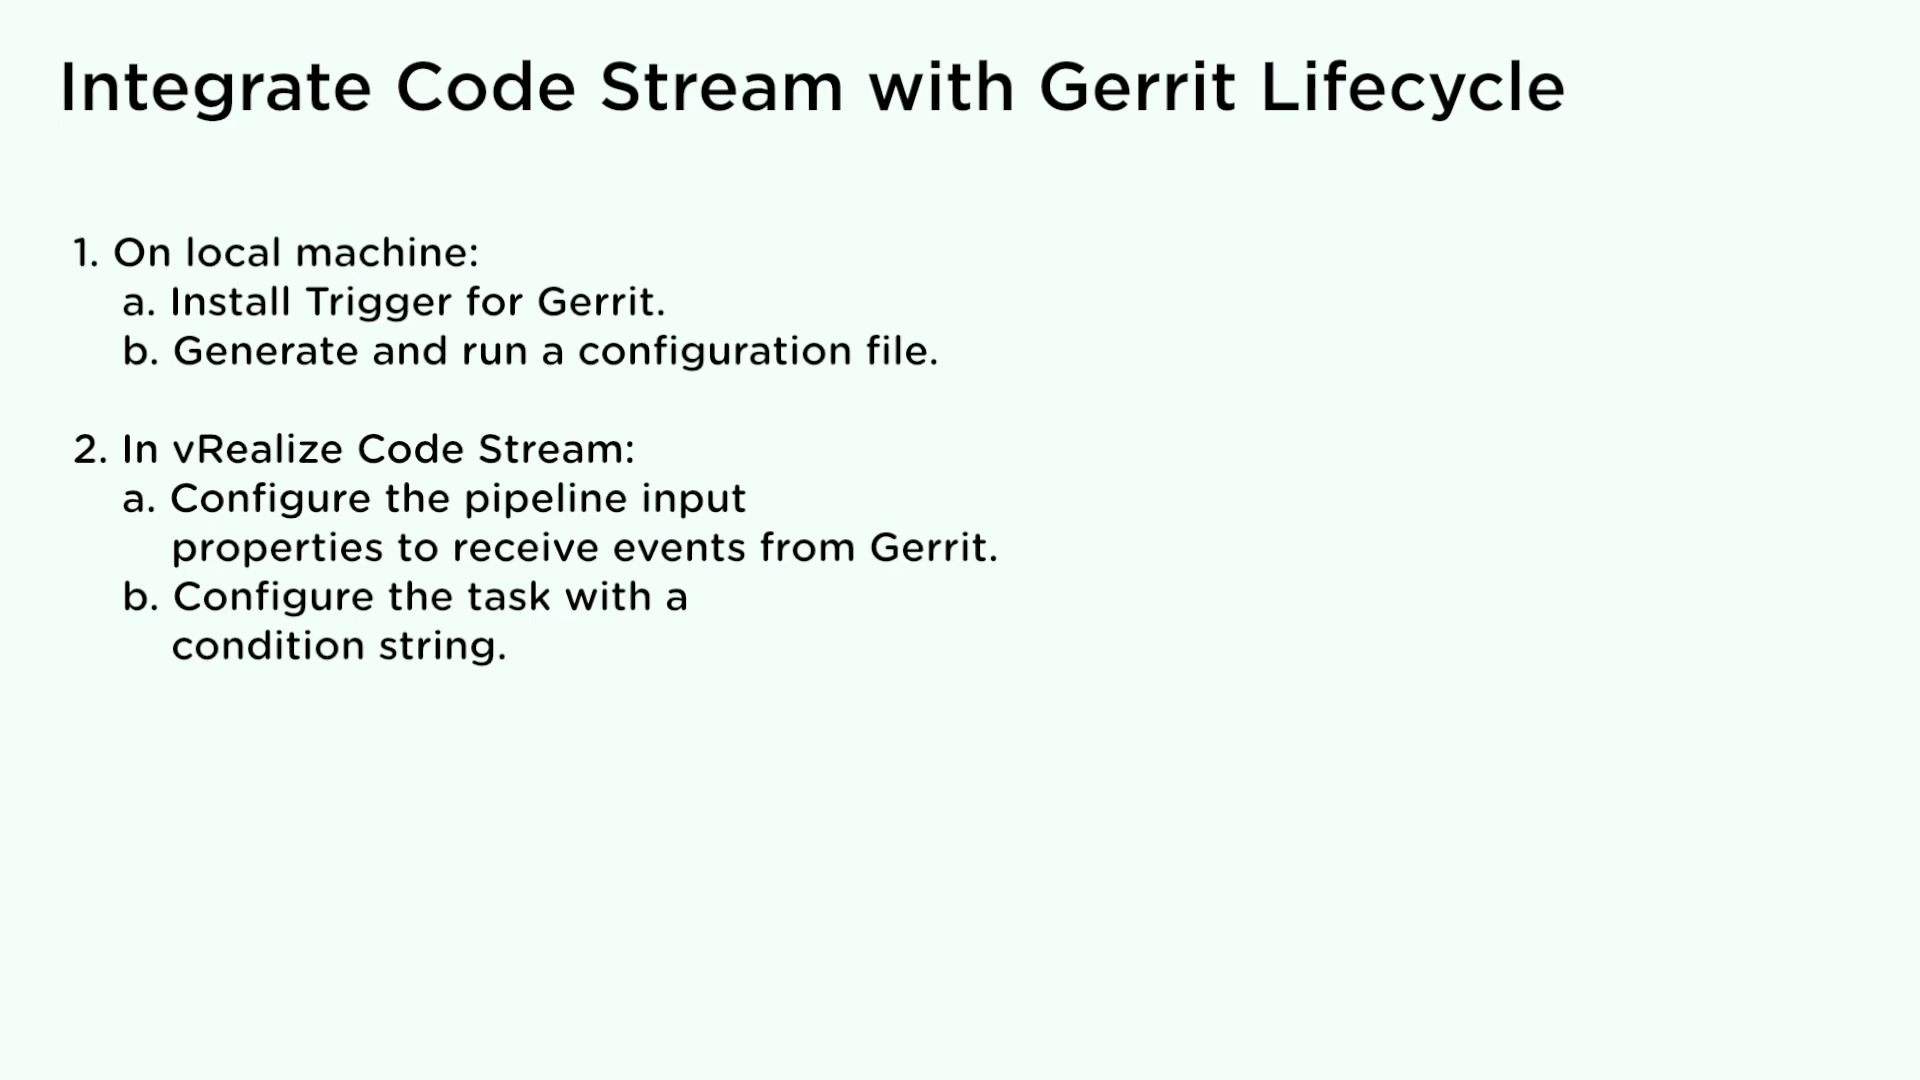 Integrate Code Stream with Gerrit Lifecycle
1. On local machine:
a. Install Trigger for Gerrit.
b. Generate and run a configuration file.
2. In vRealize Code Stream:
a. Configure the pipeline input
properties to receive events from Gerrit.
b. Configure the task with a
condition string.